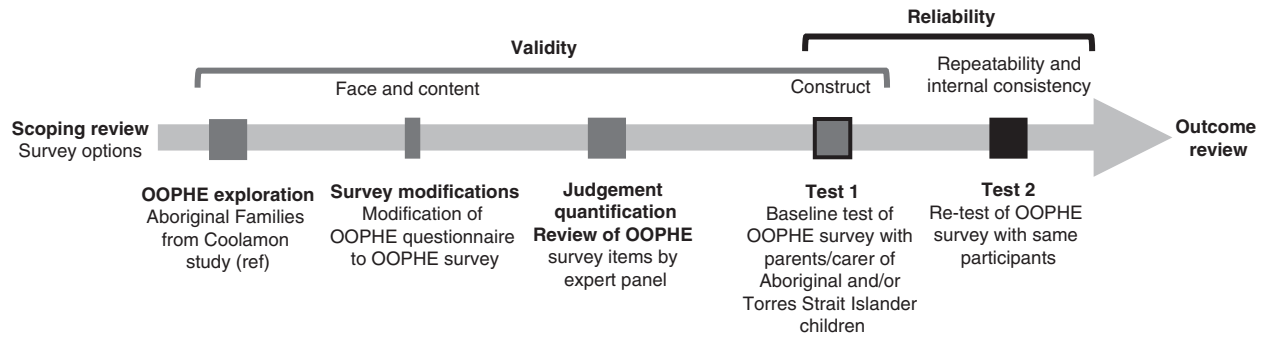 Reliability
Validity
Repeatability and
internal consistency
Face and content
Construct
Scoping review
Survey options
Outcome
review
OOPHE exploration
Aboriginal Families
from Coolamon
study (ref)
Survey modifications
Modification of
OOPHE questionnaire
to OOPHE survey
Judgement
quantification
Review of OOPHE
survey items by
expert panel
Test 1
Baseline test of
OOPHE survey with
parents/carer of
Aboriginal and/or
Torres Strait Islander
children
Test 2
Re-test of OOPHE
survey with same
participants